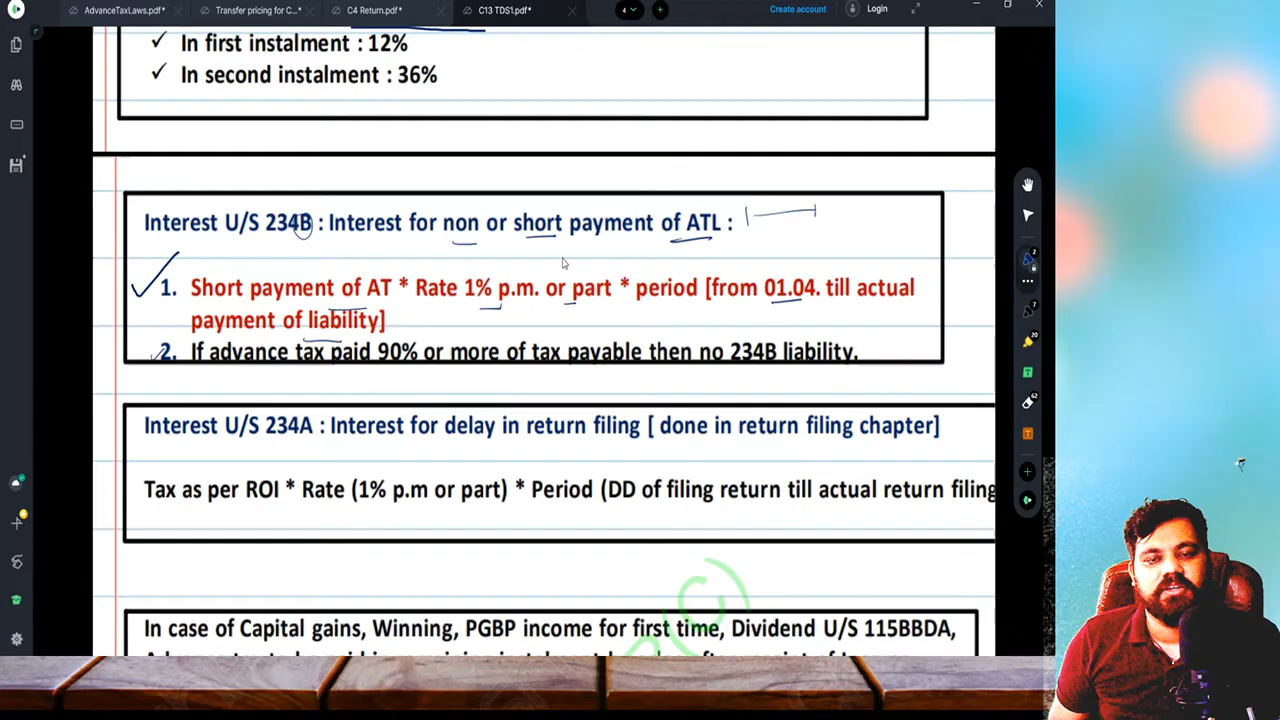 AdvanceTaxLaws.pdf*
Transfer pricing for C...*
C4 Return.pdf*
C13 TDS1.pdf*
4
Create account
Login
✓ In first instalment : 12%
✓ In second instalment : 36%
Interest U/S 234B : Interest for non or short payment of ATL :
1. Short payment of AT * Rate 1% p.m. or part * period [from 01.04. till actual
payment of liability]
2. If advance tax paid 90% or more of tax payable then no 234B liability.
Interest U/S 234A : Interest for delay in return filing [ done in return filing chapter]
Tax as per ROI * Rate (1% p.m or part) * Period (DD of filing return till actual return filing
In case of Capital gains, Winning, PGBP income for first time, Dividend U/S 115BBDA,